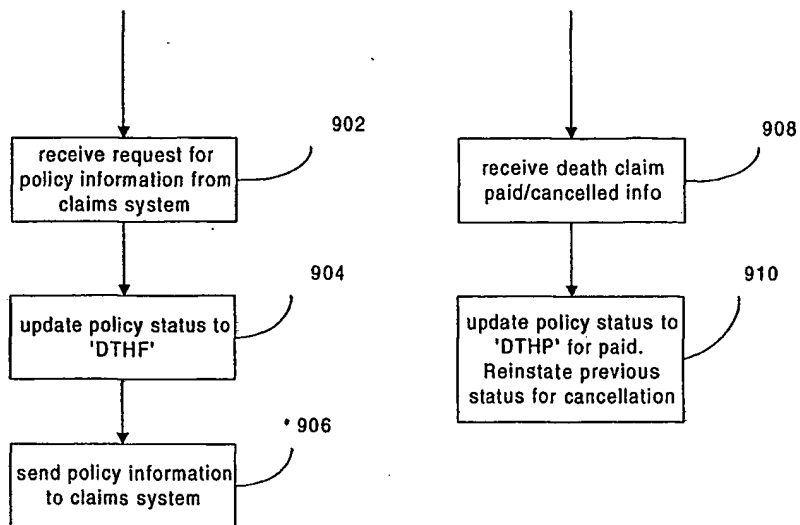 902
receive request for
policy information from
claims system
904
update policy status to
'DTHF'
906
send policy information
to claims system
908
receive death claim
paid/cancelled info
910
update policy status to
'DTHP' for paid.
Reinstate previous
status for cancellation